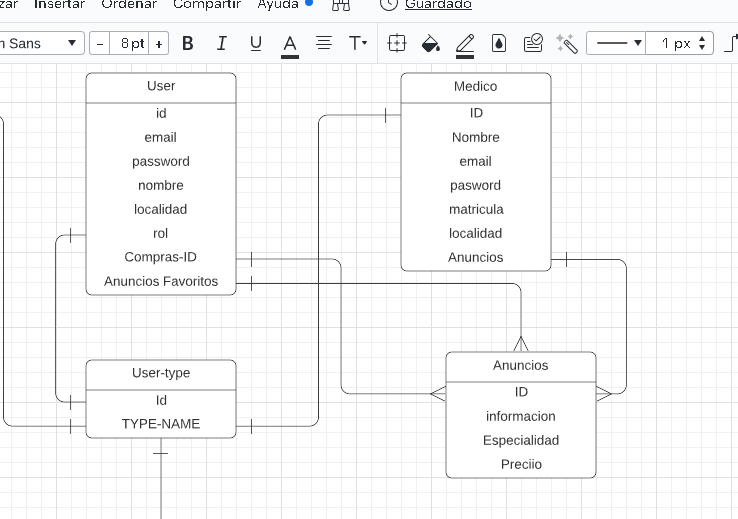 Insertar Ordenar Compartir Ayuda Guardado
Sans 8 pt B I U A T 1 px
User
id
email
password
nombre
localidad
rol
Compras-ID
Anuncios Favoritos
Medico
ID
Nombre
email
pasword
matricula
localidad
Anuncios
User-type
Id
TYPE-NAME
Anuncios
ID
informacion
Especialidad
Preciio